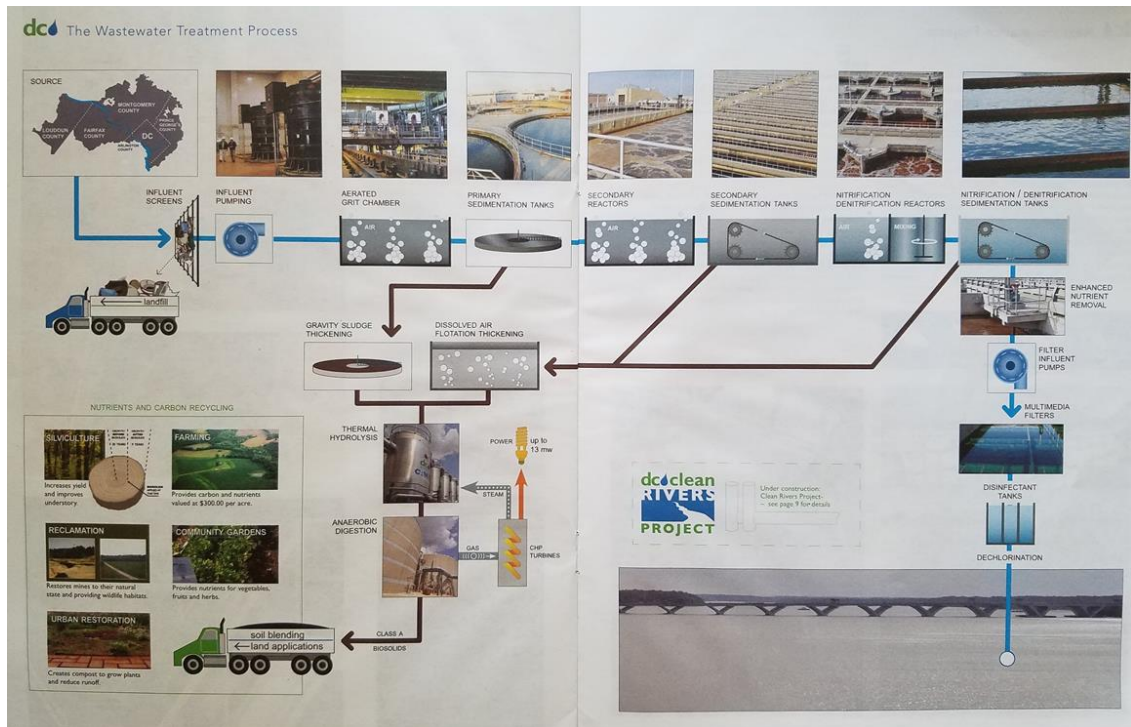 dc The Wastewater Treatment Process
SOURCE
MONTGOMERY
COUNTY
PRINCE
GEORGE'S
COUNTY
LOUDOUN
COUNTY
FAIRFAX
COUNTY
DC
ARLINGTON
COUNTY
INFLUENT
SCREENS
INFLUENT
PUMPING
AERATED
GRIT CHAMBER
PRIMARY
SEDIMENTATION TANKS
SECONDARY
REACTORS
SECONDARY
SEDIMENTATION TANKS
NITRIFICATION
DENITRIFICATION REACTORS
NITRIFICATION / DENITRIFICATION
SEDIMENTATION TANKS
AIR
AIR
AIR
MIXING
landfill
ENHANCED
NUTRIENT
REMOVAL
GRAVITY SLUDGE
THICKENING
DISSOLVED AIR
FLOTATION THICKENING
FILTER
INFLUENT
PUMPS
MULTIMEDIA
FILTERS
NUTRIENTS AND CARBON RECYCLING
SILVICULTURE
Increases yield
and improves
understory.
FARMING
Provides carbon and nutrients
valued at $300.00 per acre.
RECLAMATION
Restores mines to their natural
state and providing wildlife habitats.
COMMUNITY GARDENS
Provides nutrients for vegetables,
fruits and herbs.
URBAN RESTORATION
Creates compost to grow plants
and reduce runoff.
THERMAL
HYDROLYSIS
POWER
up to
13 mw
STEAM
ANAEROBIC
DIGESTION
GAS
CHP
TURBINES
CLASS A
BIOSOLIDS
soil blending
land applications
dc clean
RIVERS
PROJECT
Under construction:
Clean Rivers Project-
- see page 9 for details
DISINFECTANT
TANKS
DECHLORINATION